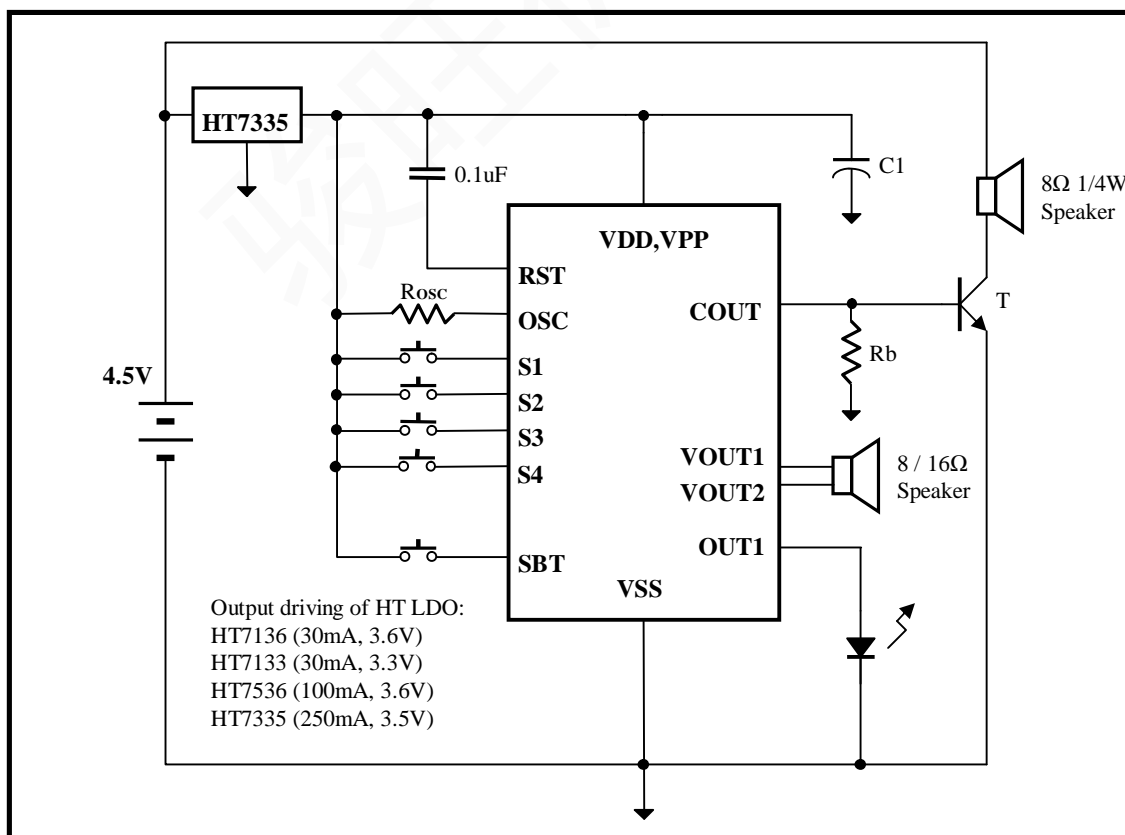 HT7335
0.1uF
C1
8Ω 1/4W
Speaker
VDD,VPP
RST
Rosc
OSC
COUT
T
Rb
S1
4.5V
S2
S3
S4
VOUT1
VOUT2
8 / 16Ω
Speaker
OUT1
SBT
VSS
Output driving of HT LDO:
HT7136 (30mA, 3.6V)
HT7133 (30mA, 3.3V)
HT7536 (100mA, 3.6V)
HT7335 (250mA, 3.5V)